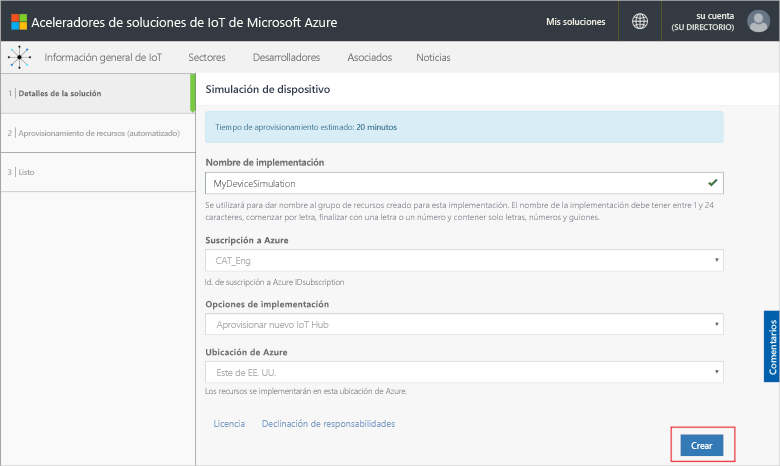 Aceleradores de soluciones de IoT de Microsoft Azure
Mis soluciones
su cuenta
(SU DIRECTORIO)
Información general de IoT
Sectores
Desarrolladores
Asociados
Noticias
1 | Detalles de la solución
2 | Aprovisionamiento de recursos (automatizado)
3 | Listo
Simulación de dispositivo
Tiempo de aprovisionamiento estimado: 20 minutos
Nombre de implementación
MyDeviceSimulation
Se utilizará para dar nombre al grupo de recursos creado para esta implementación. El nombre de la implementación debe tener entre 1 y 24
caracteres, comenzar por letra, finalizar con una letra o un número y contener solo letras, números y guiones.
Suscripción a Azure
CAT_Eng
Id. de suscripción a Azure IDsubscription
Opciones de implementación
Aprovisionar nuevo IoT Hub
Ubicación de Azure
Este de EE. UU.
Los recursos se implementarán en esta ubicación de Azure.
Licencia
Declinación de responsabilidades
Crear
Comentarios